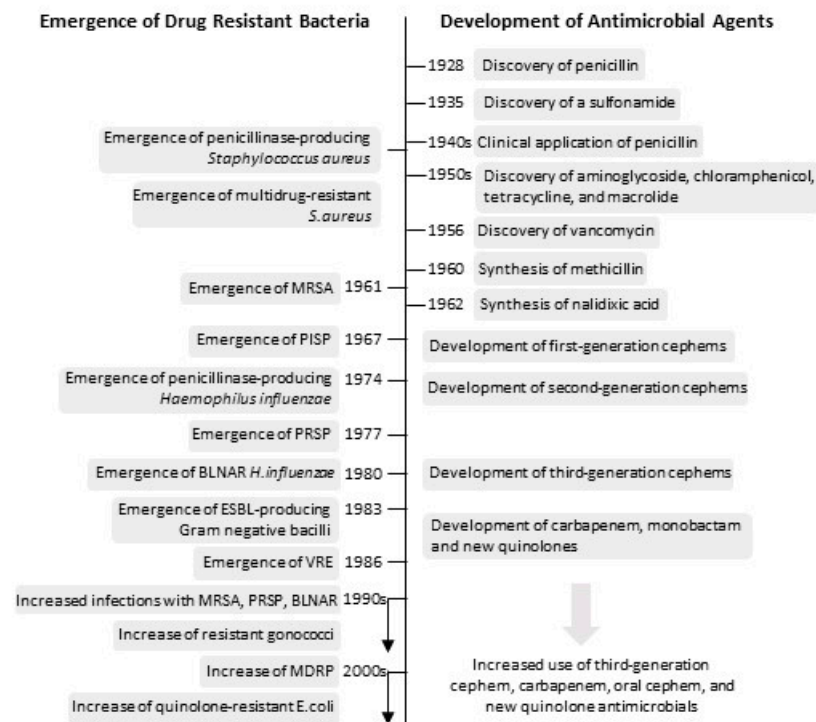 Emergence of Drug Resistant Bacteria
Development of Antimicrobial Agents
1928 Discovery of penicillin
1935 Discovery of a sulfonamide
Emergence of penicillinase-producing
Staphylococcus aureus
1940s Clinical application of penicillin
1950s Discovery of aminoglycoside, chloramphenicol,
tetracycline, and macrolide
Emergence of multidrug-resistant
S.aureus
1956 Discovery of vancomycin
1960 Synthesis of methicillin
Emergence of MRSA 1961
1962 Synthesis of nalidixic acid
Emergence of PISP 1967
Development of first-generation cephems
Emergence of penicillinase-producing 1974
Haemophilus influenzae
Development of second-generation cephems
Emergence of PRSP 1977
Emergence of BLNAR H.influenzae 1980
Development of third-generation cephems
Emergence of ESBL-producing 1983
Gram negative bacilli
Development of carbapenem, monobactam
and new quinolones
Emergence of VRE 1986
Increased infections with MRSA, PRSP, BLNAR 1990s
Increase of resistant gonococci
Increase of MDRP 2000s
Increase of quinolone-resistant E.coli
Increased use of third-generation
cephem, carbapenem, oral cephem, and
new quinolone antimicrobials